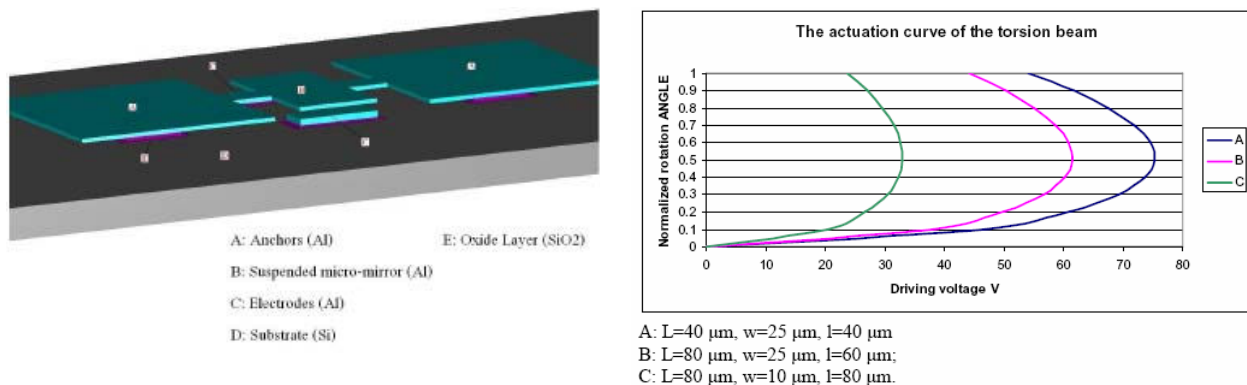 F
A
B
A
E
D
C
A: Anchors (Al)
E: Oxide Layer (SiO2)
B: Suspended micro-mirror (Al)
C: Electrodes (Al)
D: Substrate (Si)
The actuation curve of the torsion beam
Normalized rotation ANGLE
1
0.9
0.8
0.7
0.6
0.5
0.4
0.3
0.2
0.1
0
0 10 20 30 40 50 60 70 80
Driving voltage V
A
B
C
A: L=40 μm, w=25 μm, l=40 μm
B: L=80 μm, w=25 μm, l=60 μm;
C: L=80 μm, w=10 μm, l=80 μm.